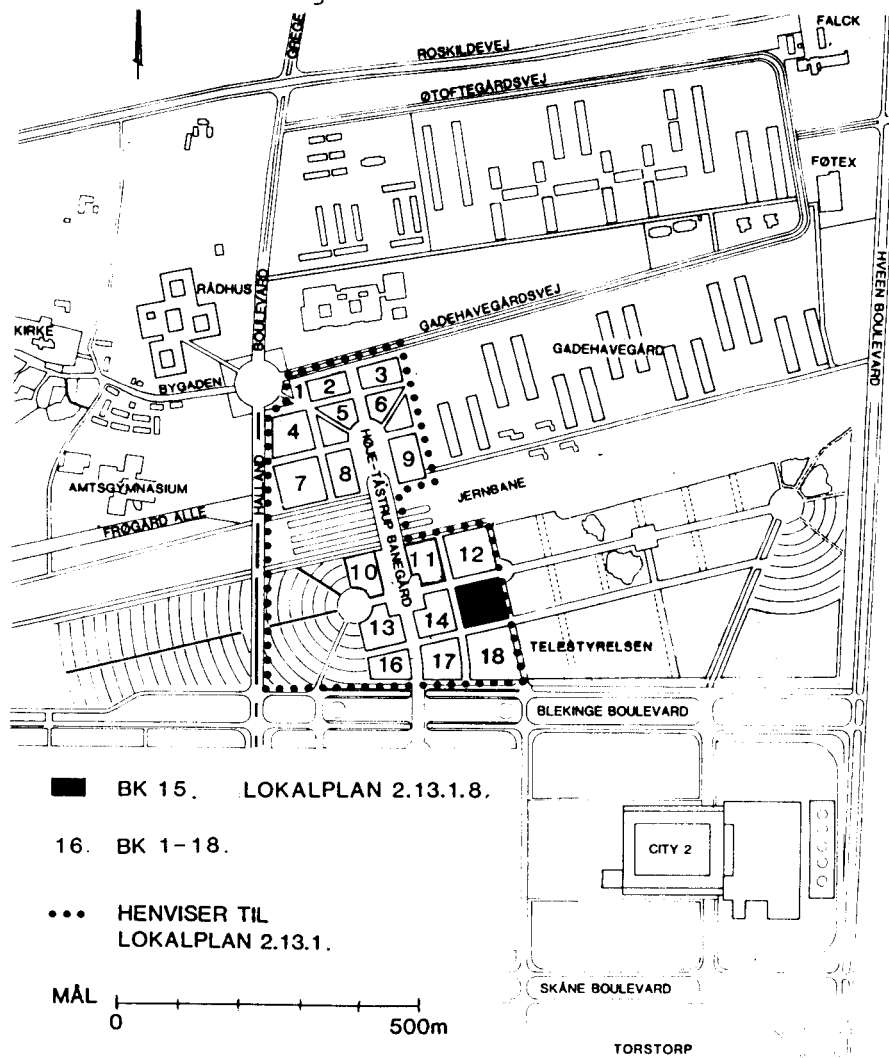 GREGE
FALCK
ROSKILDEVEJ
ØTOFTEGÅRDSVEJ
FØTEX
HVEEN BOULEVARD
RÅDHUS
BOULEVARD
KIRKE
GADEHAVEGÅRDSVEJ
GADEHAVEGÅRD
BYGADEN
1
2
3
4
5
6
HØJE-TÅSTRUP BANEGÅRD
7
8
9
AMTSGYMNASIUM
HALLAND
JERNBANE
FRØGÅRD ALLE
10
11
12
13
14
TELESTYRELSEN
16
17
18
BLEKINGE BOULEVARD
BK 15. LOKALPLAN 2.13.1.8.
16. BK 1-18.
CITY 2
HENVISER TIL
LOKALPLAN 2.13.1.
MÅL
0
500m
SKÅNE BOULEVARD
TORSTORP